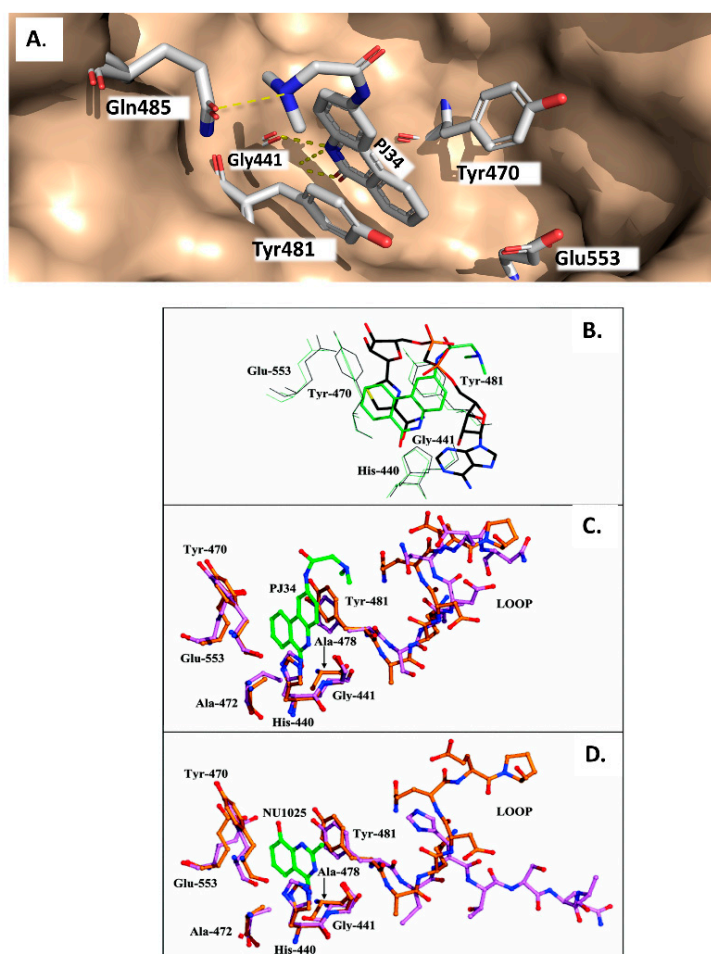 A.
Gln485
Gly441
PJ34
Tyr470
Tyr481
Glu553
B.
Glu-553
Tyr-470
Tyr-481
Gly-441
His-440
C.
Tyr-470
PJ34
Tyr-481
LOOP
Glu-553
Ala-478
Ala-472
Gly-441
His-440
D.
Tyr-470
NU1025
LOOP
Tyr-481
Glu-553
Ala-478
Ala-472
Gly-441
His-440